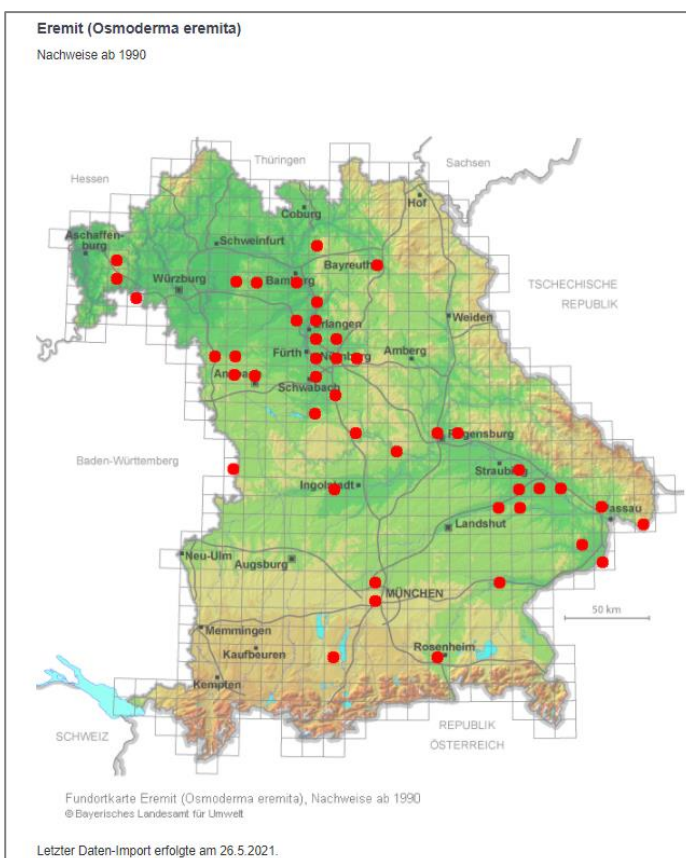 Eremit (Osmoderma eremita)
Nachweise ab 1990
Thüringen
Sachsen
Hessen
Hof
Coburg
Aschaffen-
burg
Schweinfurt
Bayreuth
Bamberg
Würzburg
TSCHECHISCHE
REPUBLIK
Weiden
Erlangen
Fürth
Nürnberg
Amberg
Ansbach
Schwabach
Regensburg
Baden-Württemberg
Straubing
Ingolstadt
Passau
Landshut
Neu-Ulm
Augsburg
MÜNCHEN
50 km
Memmingen
Kaufbeuren
Rosenheim
Kempten
SCHWEIZ
REPUBLIK
ÖSTERREICH
Fundortkarte Eremit (Osmoderma eremita), Nachweise ab 1990
© Bayerisches Landesamt für Umwelt
Letzter Daten-Import erfolgte am 26.5.2021.